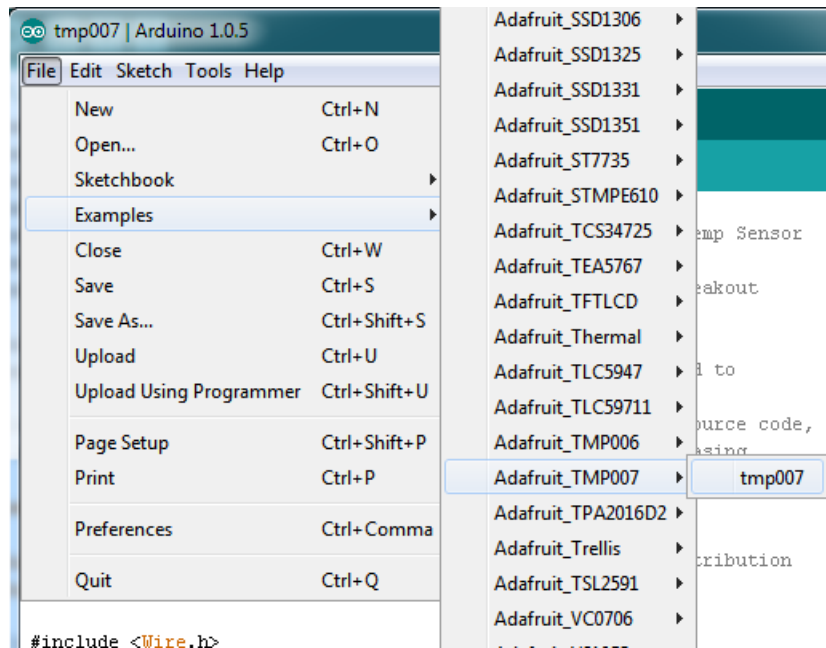 tmp007 | Arduino 1.0.5
File Edit Sketch Tools Help
New Ctrl+N
Open... Ctrl+O
Sketchbook
Examples
Close Ctrl+W
Save Ctrl+S
Save As... Ctrl+Shift+S
Upload Ctrl+U
Upload Using Programmer Ctrl+Shift+U
Page Setup Ctrl+Shift+P
Print Ctrl+P
Preferences Ctrl+Comma
Quit Ctrl+Q
Adafruit_SSD1306
Adafruit_SSD1325
Adafruit_SSD1331
Adafruit_SSD1351
Adafruit_ST7735
Adafruit_STMPE610
Adafruit_TCS34725
Adafruit_TEA5767
Adafruit_TFTLCD
Adafruit_Thermal
Adafruit_TLC5947
Adafruit_TLC59711
Adafruit_TMP006
Adafruit_TMP007
Adafruit_TPA2016D2
Adafruit_Trellis
Adafruit_TSL2591
Adafruit_VC0706
tmp007
emp Sensor
eakout
d to
ource code,
asing
tribution
#include <Wire.h>